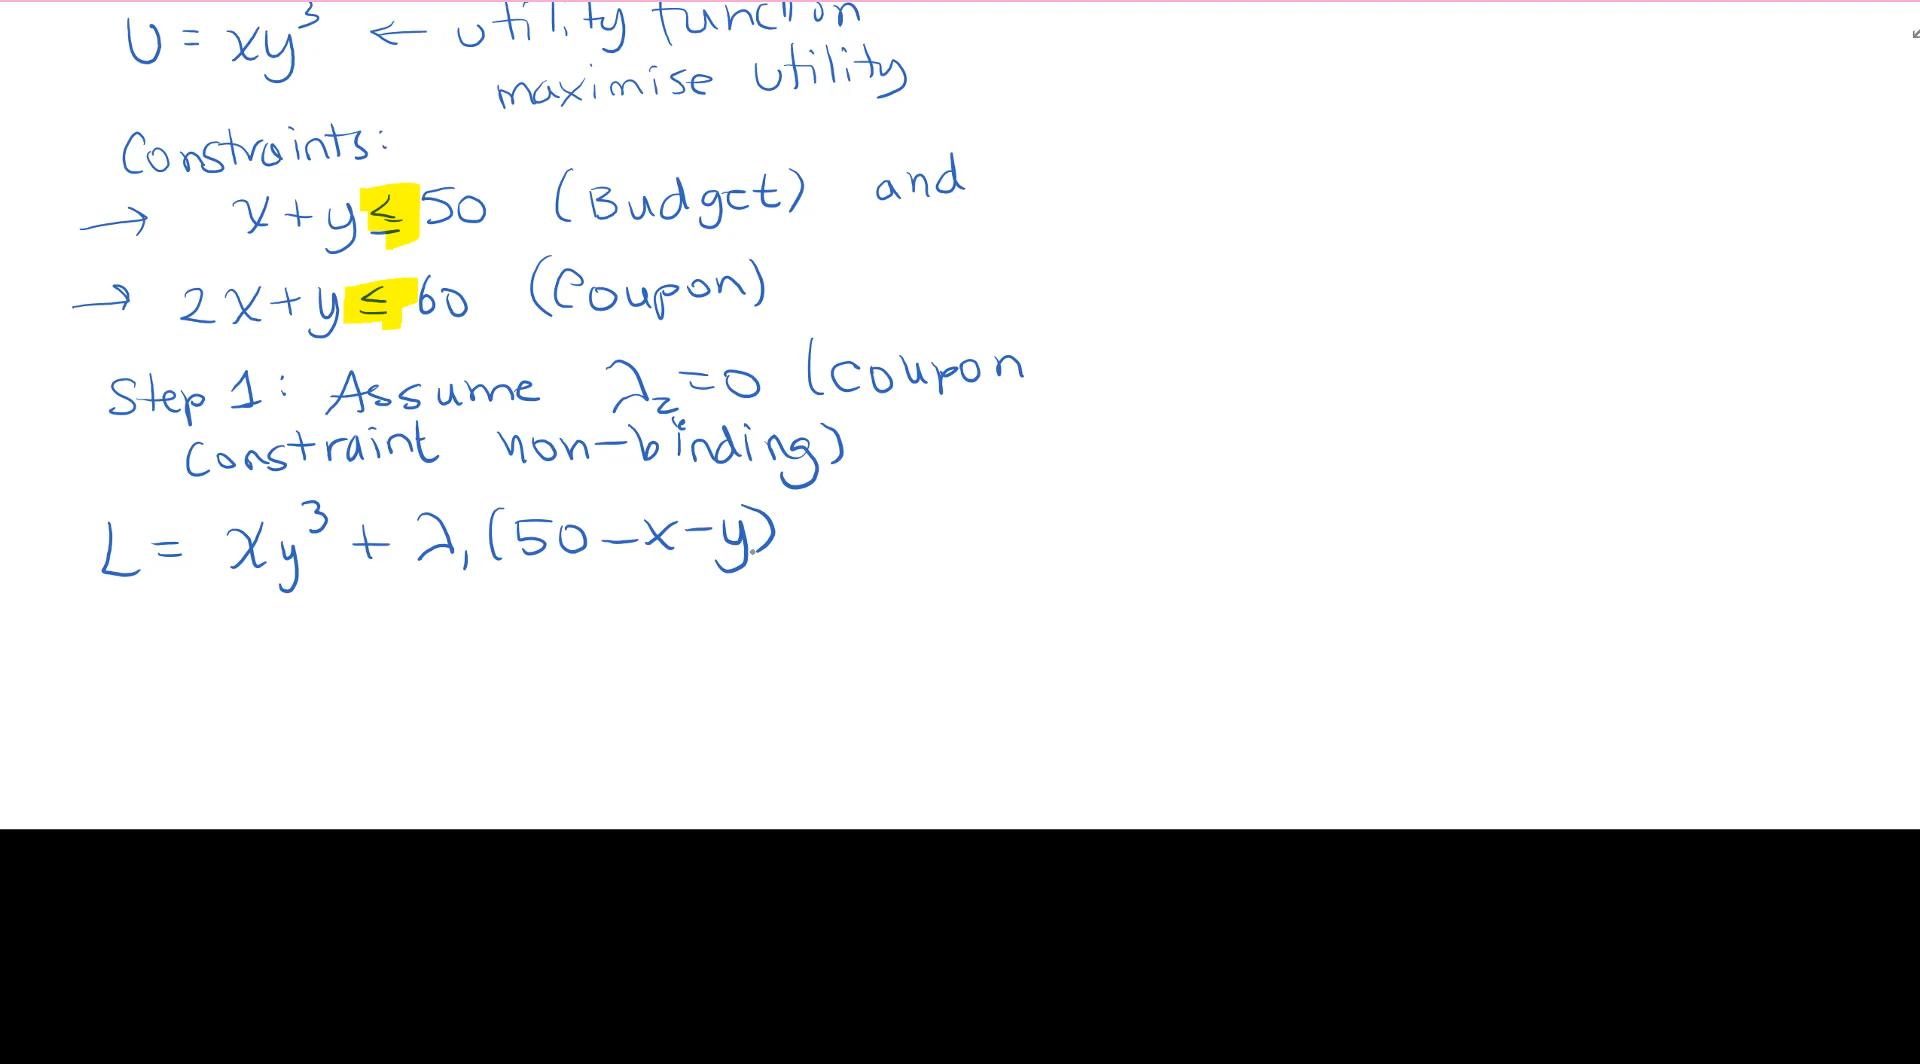 U = xy³ ← utility function
maximise utility
Constraints:
→ x+y ≤ 50 (Budget) and
→ 2x+y ≤ 60 (Coupon)
Step 1: Assume λ₂=0 (coupon
constraint non-binding)
L = xy³ + λ₁(50-x-y)